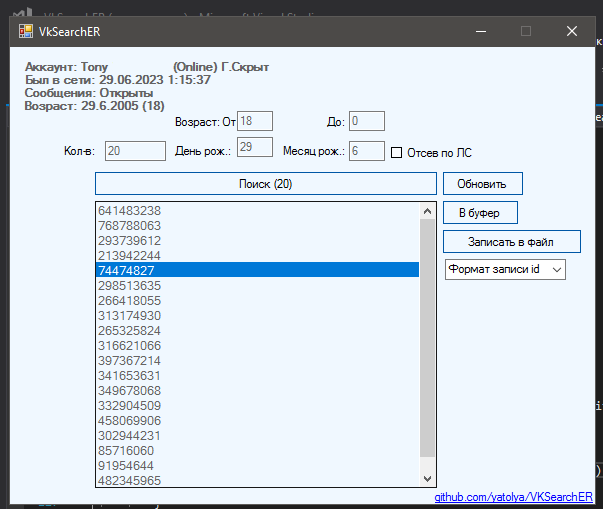 VkSearchER
Аккаунт: Tony (Online) Г.Скрыт
Был в сети: 29.06.2023 1:15:37
Сообщения: Открыты
Возраст: 29.6.2005 (18)
Возраст: От 18 До: 0
Кол-в: 20 День рож.: 29 Месяц рож.: 6 Отсев по ЛС
Поиск (20) Обновить
В буфер
Записать в файл
Формат записи id
641483238
768788063
293739612
213942244
74474827
298513635
266418055
313174930
265325824
316621066
397367214
341653631
349678068
332904509
458069906
302944231
85716060
91954644
482345965
github.com/yatolya/VKSearchER